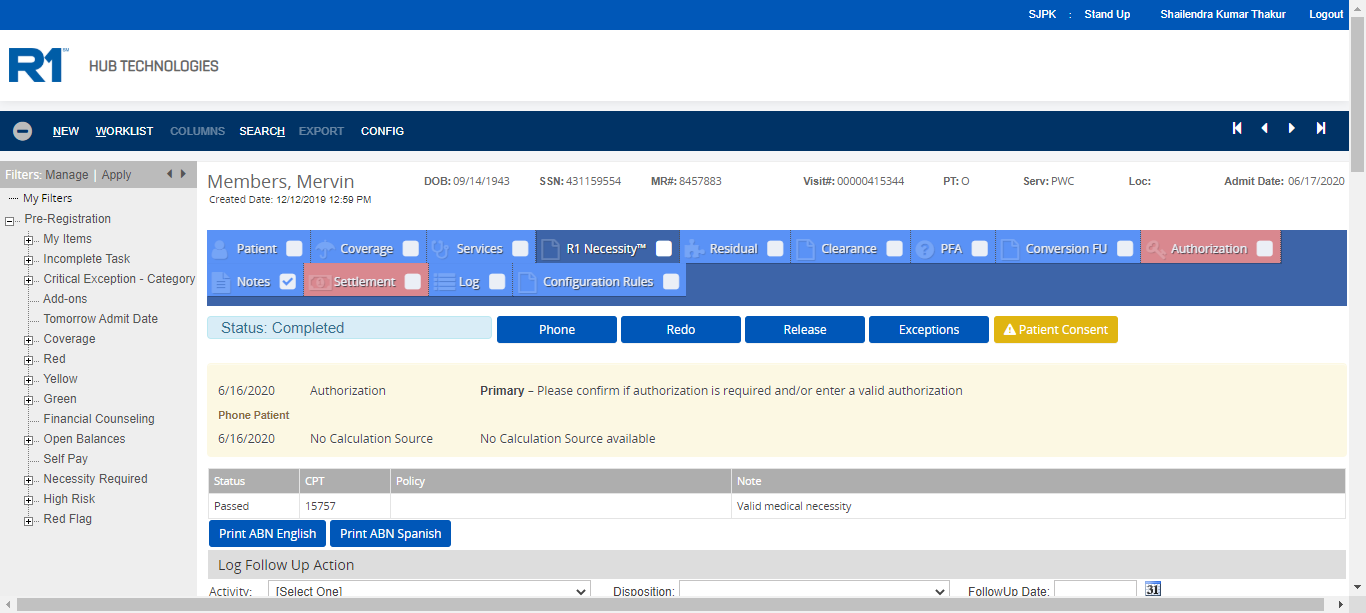 SJPK : Stand Up Shailendra Kumar Thakur Logout
R1 HUB TECHNOLOGIES
NEW WORKLIST COLUMNS SEARCH EXPORT CONFIG
Filters: Manage | Apply
My Filters
Pre-Registration
My Items
Incomplete Task
Critical Exception - Category
Add-ons
Tomorrow Admit Date
Coverage
Red
Yellow
Green
Financial Counseling
Open Balances
Self Pay
Necessity Required
High Risk
Red Flag
Members, Mervin DOB: 09/14/1943 SSN: 431159554 MR#: 8457883 Visit#: 00000415344 PT: O Serv: PWC Loc: Admit Date: 06/17/2020
Created Date: 12/12/2019 12:59 PM
Patient Coverage Services R1 Necessity™ Residual Clearance PFA Conversion FU Authorization
Notes Settlement Log Configuration Rules
Status: Completed Phone Redo Release Exceptions Patient Consent
6/16/2020 Authorization Primary – Please confirm if authorization is required and/or enter a valid authorization
Phone Patient
6/16/2020 No Calculation Source No Calculation Source available
Status CPT Policy Note
Passed 15757 Valid medical necessity
Print ABN English Print ABN Spanish
Log Follow Up Action
Activity: [Select One] Disposition: FollowUp Date: 31